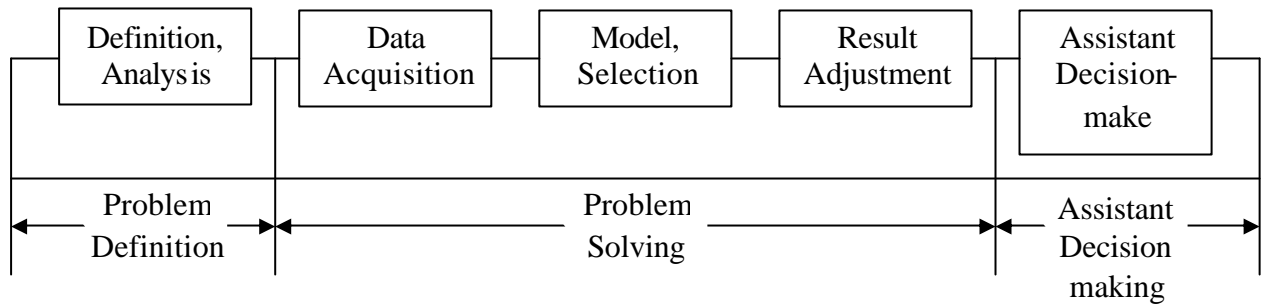 Definition,
Analysis
Data
Acquisition
Model,
Selection
Result
Adjustment
Assistant
Decision-
make
Problem
Definition
Problem
Solving
Assistant
Decision
making